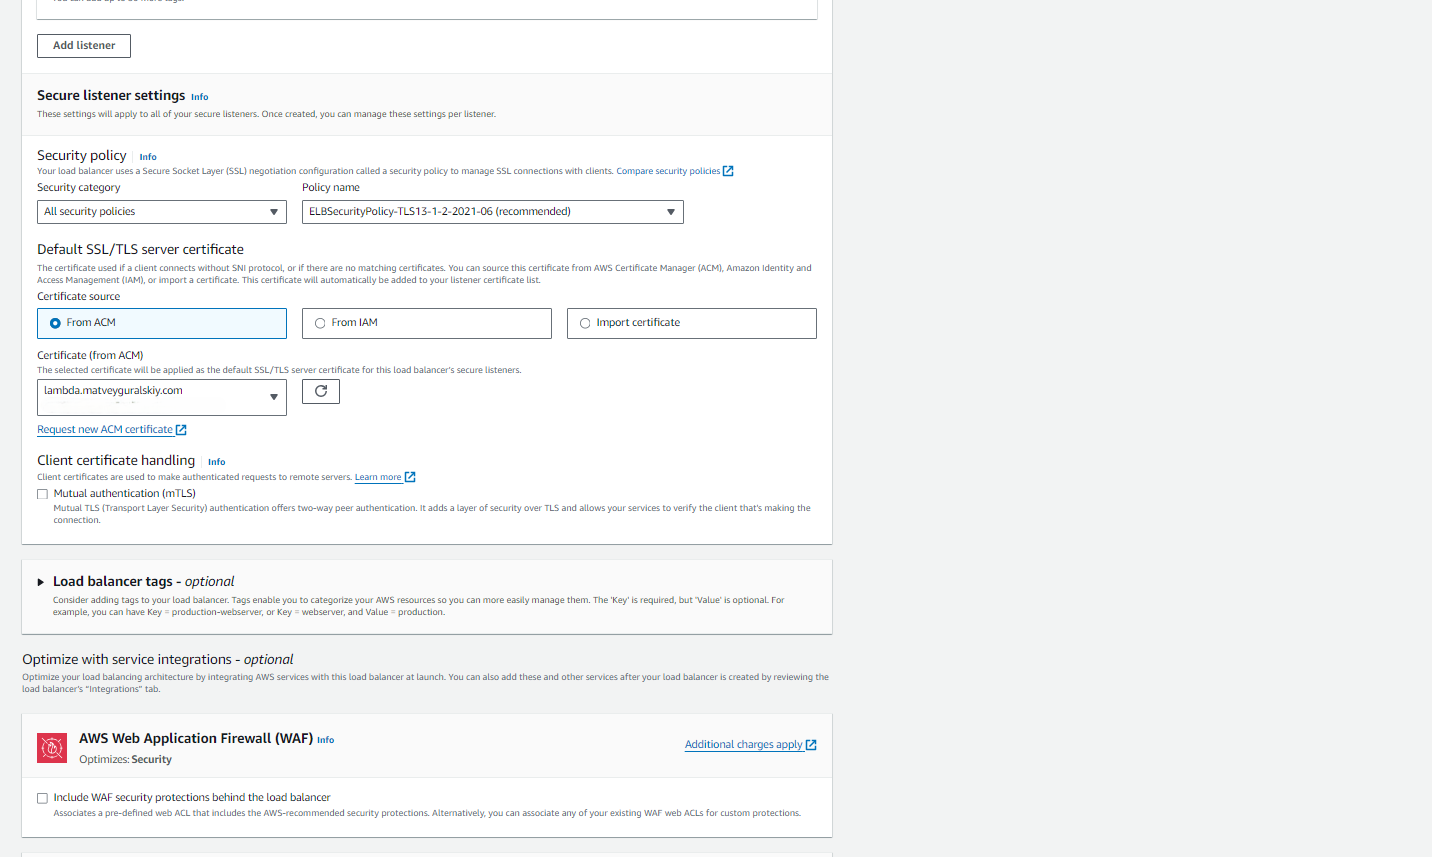 Add listener
Secure listener settings Info
These settings will apply to all of your secure listeners. Once created, you can manage these settings per listener.
Security policy Info
Your load balancer uses a Secure Socket Layer (SSL) negotiation configuration called a security policy to manage SSL connections with clients. Compare security policies
Security category
Policy name
All security policies
ELBSecurityPolicy-TLS13-1-2-2021-06 (recommended)
Default SSL/TLS server certificate
The certificate used if a client connects without SNI protocol, or if there are no matching certificates. You can source this certificate from AWS Certificate Manager (ACM), Amazon Identity and
Access Management (IAM), or import a certificate. This certificate will automatically be added to your listener certificate list.
Certificate source
From ACM
From IAM
Import certificate
Certificate (from ACM)
The selected certificate will be applied as the default SSL/TLS server certificate for this load balancer's secure listeners.
lambda.matveyguralskiy.com
Request new ACM certificate
Client certificate handling Info
Client certificates are used to make authenticated requests to remote servers. Learn more
Mutual authentication (mTLS)
Mutual TLS (Transport Layer Security) authentication offers two-way peer authentication. It adds a layer of security over TLS and allows your services to verify the client that's making the
connection.
Load balancer tags - optional
Consider adding tags to your load balancer. Tags enable you to categorize your AWS resources so you can more easily manage them. The 'Key' is required, but 'Value' is optional. For
example, you can have Key = production-webserver, or Key = webserver, and Value = production.
Optimize with service integrations - optional
Optimize your load balancing architecture by integrating AWS services with this load balancer at launch. You can also add these and other services after your load balancer is created by reviewing the
load balancer's "Integrations" tab.
AWS Web Application Firewall (WAF) Info
Optimizes: Security
Additional charges apply
Include WAF security protections behind the load balancer
Associates a pre-defined web ACL that includes the AWS-recommended security protections. Alternatively, you can associate any of your existing WAF web ACLs for custom protections.